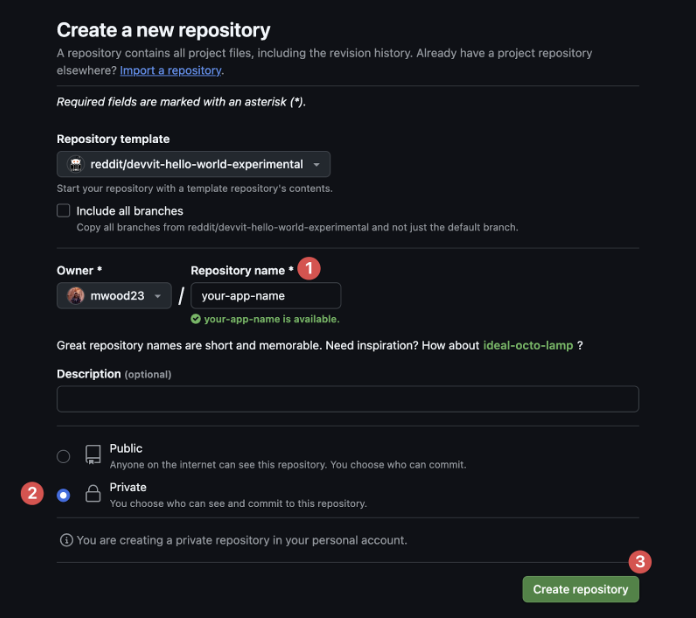 Create a new repository
A repository contains all project files, including the revision history. Already have a project repository
elsewhere? Import a repository.
Required fields are marked with an asterisk (*).
Repository template
reddit/devvit-hello-world-experimental
Start your repository with a template repository's contents.
Include all branches
Copy all branches from reddit/devvit-hello-world-experimental and not just the default branch.
Owner * Repository name * 1
mwood23 / your-app-name
your-app-name is available.
Great repository names are short and memorable. Need inspiration? How about ideal-octo-lamp ?
Description (optional)
Public
Anyone on the internet can see this repository. You choose who can commit.
2 Private
You choose who can see and commit to this repository.
You are creating a private repository in your personal account.
3
Create repository